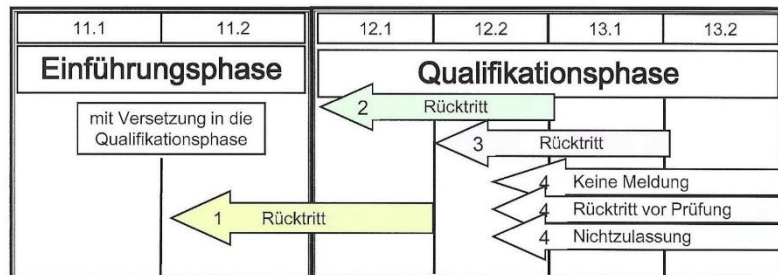 11.1 11.2 12.1 12.2 13.1 13.2
Einführungsphase
Qualifikationsphase
mit Versetzung in die
Qualifikationsphase
2 Rücktritt
3 Rücktritt
4 Keine Meldung
4 Rücktritt vor Prüfung
4 Nichtzulassung
1 Rücktritt